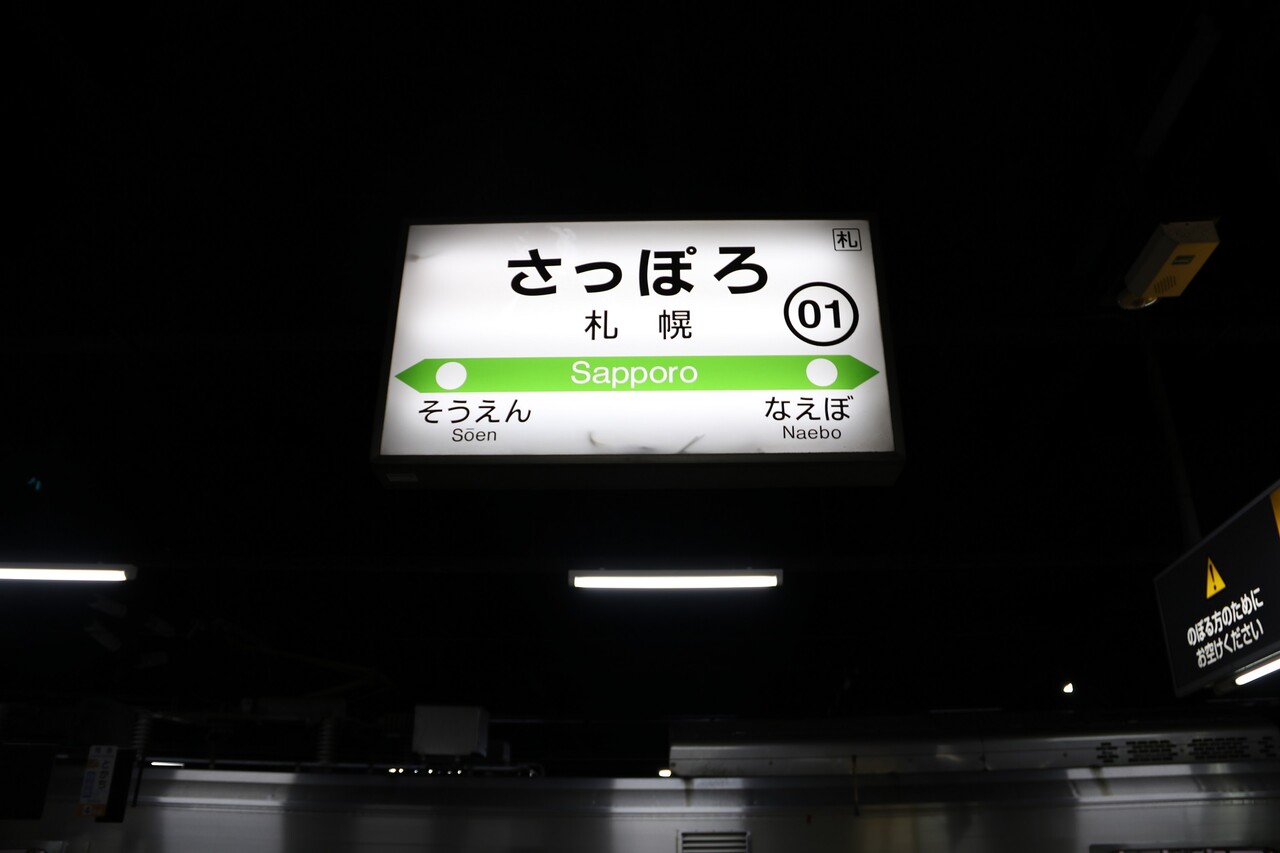 札
さっぽろ
札 幌
01
Sapporo
そうえん
Sōen
なえぼ
Naebo
のぼる方のために
お空けください